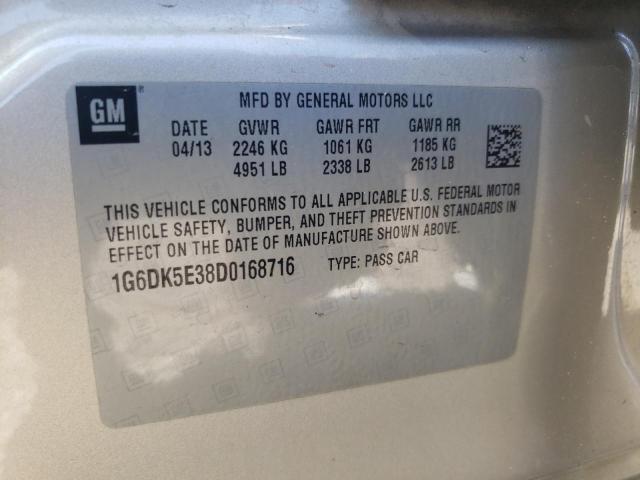 GM ®
MFD BY GENERAL MOTORS LLC
DATE GVWR GAWR FRT GAWR RR
04/13 2246 KG 1061 KG 1185 KG
4951 LB 2338 LB 2613 LB
THIS VEHICLE CONFORMS TO ALL APPLICABLE U.S. FEDERAL MOTOR
VEHICLE SAFETY, BUMPER, AND THEFT PREVENTION STANDARDS IN
EFFECT ON THE DATE OF MANUFACTURE SHOWN ABOVE.
1G6DK5E38D0168716 TYPE: PASS CAR